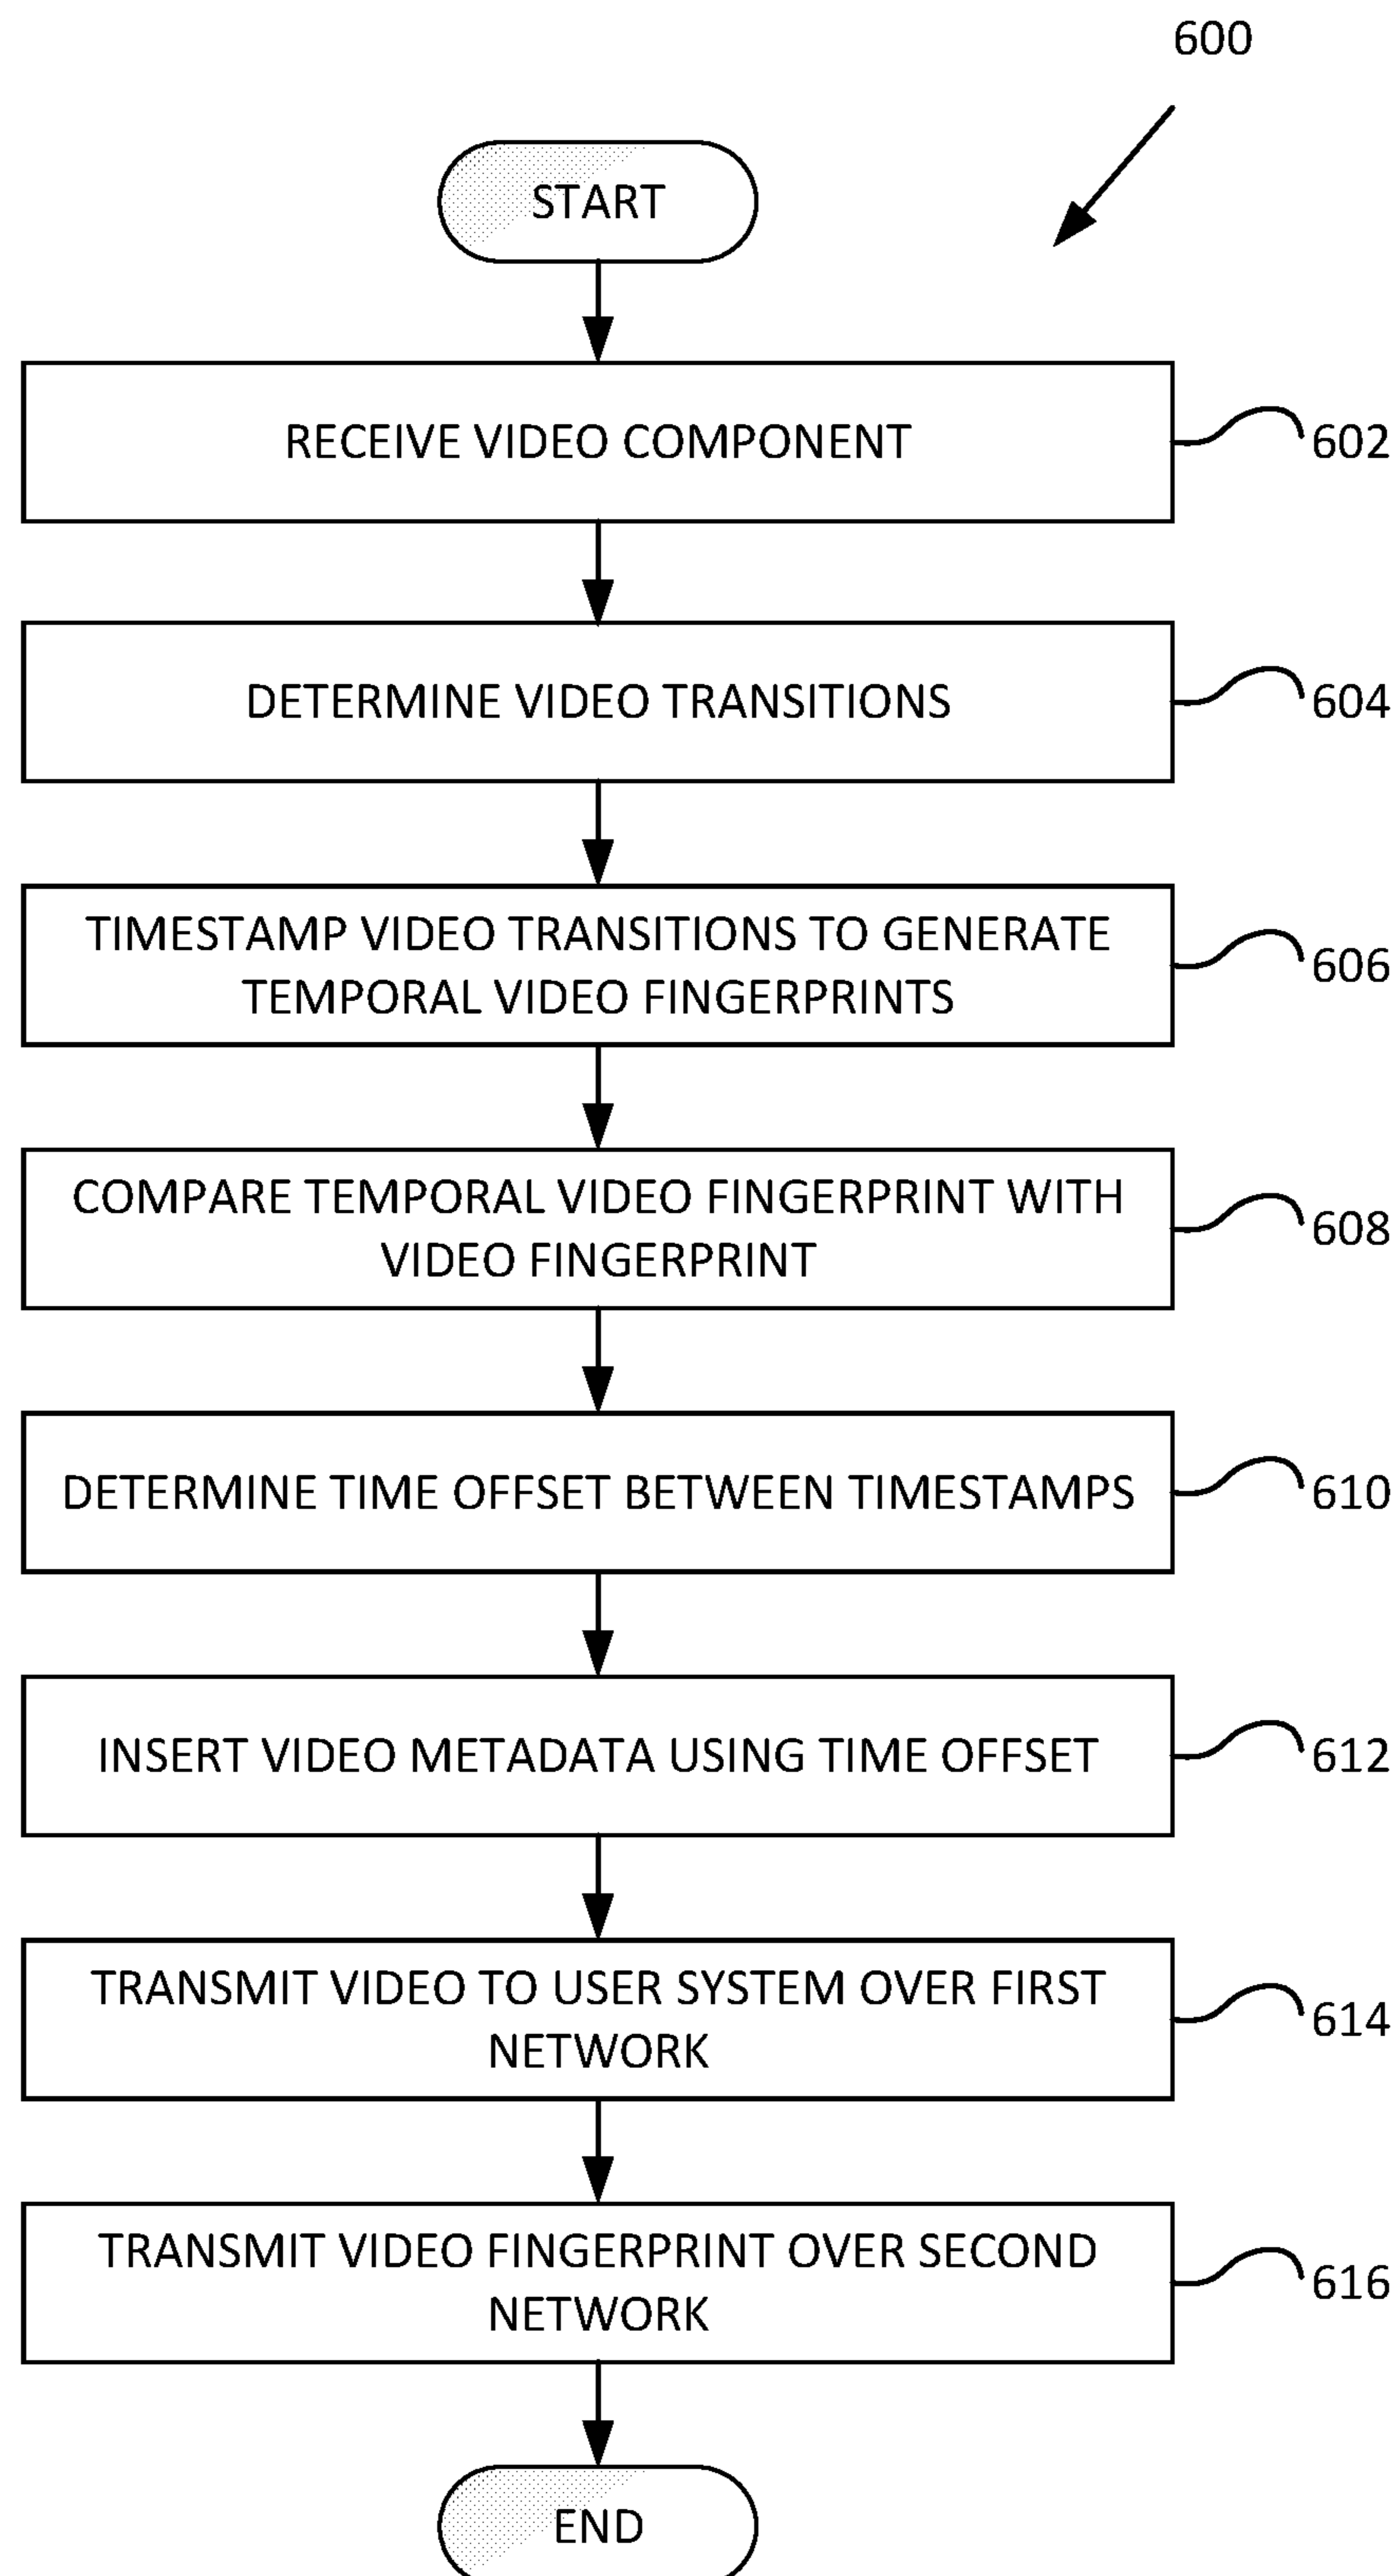 600
START
RECEIVE VIDEO COMPONENT
602
DETERMINE VIDEO TRANSITIONS
604
TIMESTAMP VIDEO TRANSITIONS TO GENERATE
TEMPORAL VIDEO FINGERPRINTS
606
COMPARE TEMPORAL VIDEO FINGERPRINT WITH
VIDEO FINGERPRINT
608
DETERMINE TIME OFFSET BETWEEN TIMESTAMPS
610
INSERT VIDEO METADATA USING TIME OFFSET
612
TRANSMIT VIDEO TO USER SYSTEM OVER FIRST
NETWORK
614
TRANSMIT VIDEO FINGERPRINT OVER SECOND
NETWORK
616
END